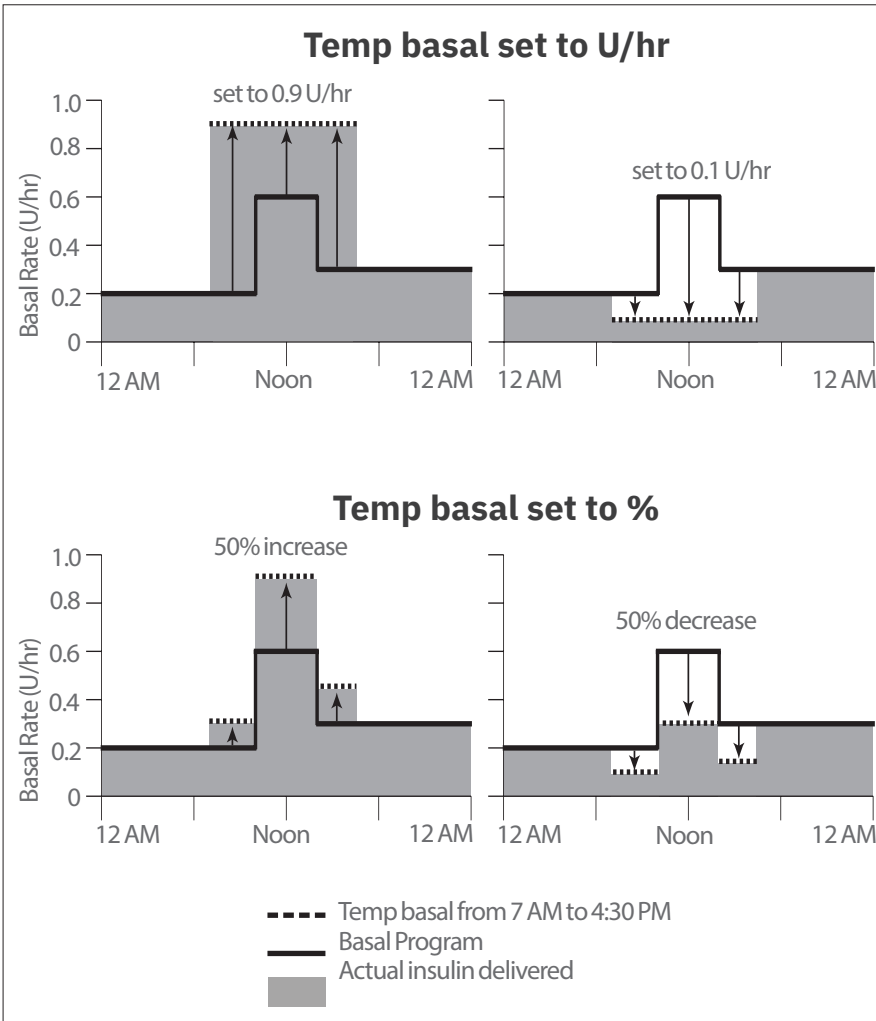 Temp basal set to U/hr
set to 0.9 U/hr
set to 0.1 U/hr
Basal Rate (U/hr)
1.0
0.8
0.6
0.4
0.2
0
12 AM
Noon
12 AM
12 AM
Noon
12 AM
Temp basal set to %
50% increase
50% decrease
Basal Rate (U/hr)
1.0
0.8
0.6
0.4
0.2
0
12 AM
Noon
12 AM
12 AM
Noon
12 AM
Temp basal from 7 AM to 4:30 PM
Basal Program
Actual insulin delivered